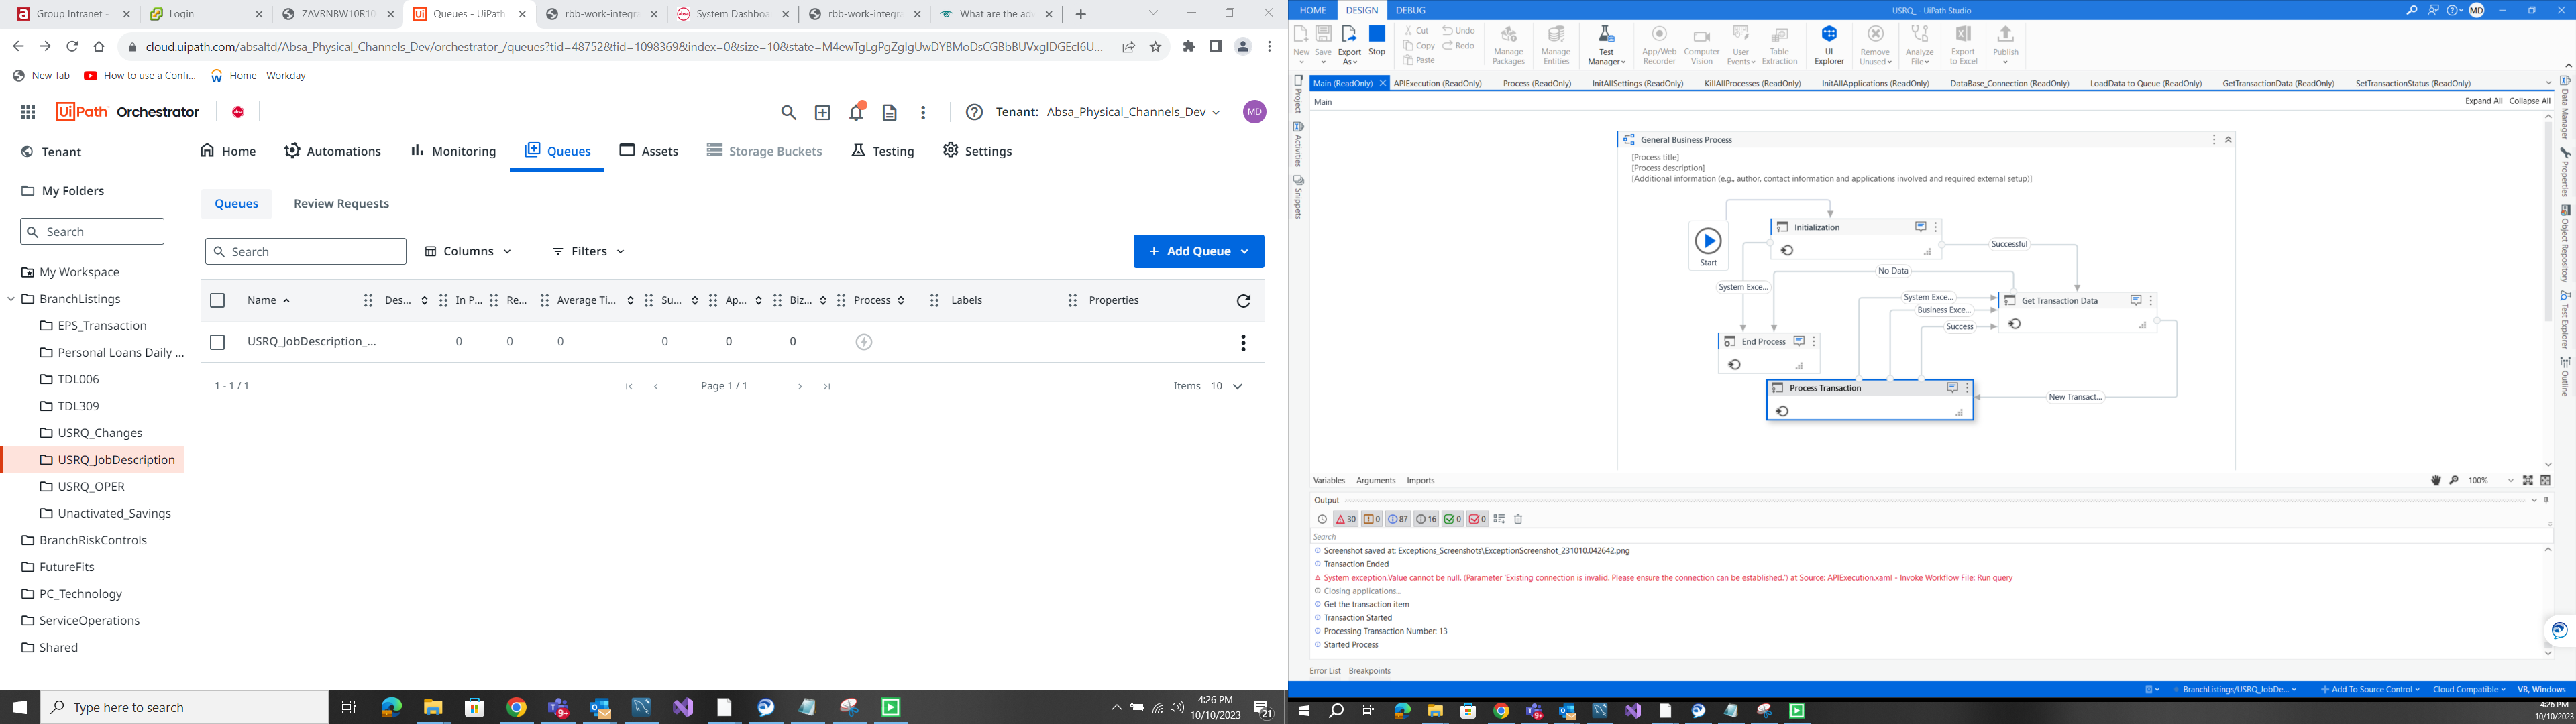 Group Intranet -
Login
ZAVRNBW10R10
Queues - UiPath
rbb-work-integra
System Dashboa
rbb-work-integra
What are the adv
cloud.uipath.com/absaltd/Absa_Physical_Channels_Dev/orchestrator_/queues?tid=48752&fid=1098369&index=0&size=10&state=M4ewTgLgPgZglgUwDYBMoDsCGBbBUVxgIDGEcI6U...
New Tab
How to use a Confi...
Home - Workday
UiPath Orchestrator
Tenant: Absa_Physical_Channels_Dev
MD
Tenant
Home
Automations
Monitoring
Queues
Assets
Storage Buckets
Testing
Settings
My Folders
Search
My Workspace
BranchListings
EPS_Transaction
Personal Loans Daily ...
TDL006
TDL309
USRQ_Changes
USRQ_JobDescription
USRQ_OPER
Unactivated_Savings
BranchRiskControls
FutureFits
PC_Technology
ServiceOperations
Shared
Queues
Review Requests
Search
Columns
Filters
+ Add Queue
Name
Des...
In P...
Re...
Average Ti...
Su...
Ap...
Biz...
Process
Labels
Properties
USRQ_JobDescription_...
0
0
0
0
0
0
1 - 1 / 1
Page 1 / 1
Items 10
Type here to search
4:26 PM
10/10/2023
21
HOME
DESIGN
DEBUG
USRQ_ - UiPath Studio
MD
New
Save
Export As
Stop
Cut
Copy
Paste
Undo
Redo
Manage Packages
Manage Entities
Test Manager
App/Web Recorder
Computer Vision
User Events
Table Extraction
UI Explorer
Remove Unused
Analyze File
Export to Excel
Publish
Main (ReadOnly)
APIExecution (ReadOnly)
Process (ReadOnly)
InitAllSettings (ReadOnly)
KillAllProcesses (ReadOnly)
InitAllApplications (ReadOnly)
DataBase_Connection (ReadOnly)
LoadData to Queue (ReadOnly)
GetTransactionData (ReadOnly)
SetTransactionStatus (ReadOnly)
Main
Expand All
Collapse All
Project
Activities
Snippets
Data Manager
Properties
Object Repository
Test Explorer
Outline
General Business Process
[Process title]
[Process description]
[Additional information (e.g., author, contact information and applications involved and required external setup)]
Start
Initialization
Successful
No Data
System Exce...
System Exce...
Business Exce...
Success
Get Transaction Data
End Process
Process Transaction
New Transact...
Variables
Arguments
Imports
100%
Output
30
0
87
16
0
0
Search
Screenshot saved at: Exceptions_Screenshots\ExceptionScreenshot_231010.042642.png
Transaction Ended
System exception.Value cannot be null. (Parameter 'Existing connection is invalid. Please ensure the connection can be established.') at Source: APIExecution.xaml - Invoke Workflow File: Run query
Closing applications...
Get the transaction item
Transaction Started
Processing Transaction Number: 13
Started Process
Error List
Breakpoints
BranchListings/USRQ_JobDe...
Add To Source Control
Cloud Compatible
VB, Windows
4:26 PM
10/10/2023